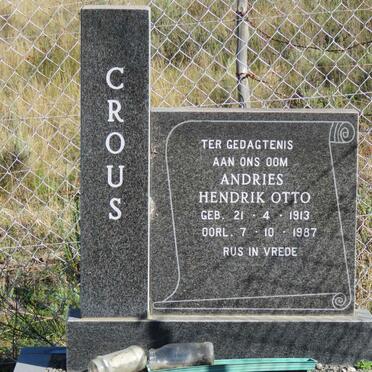 CROUS
TER GEDAGTENIS
AAN ONS OOM
ANDRIES
HENDRIK OTTO
GEB. 21 · 4 · 1913
OORL. 7 · 10 · 1987
RUS IN VREDE